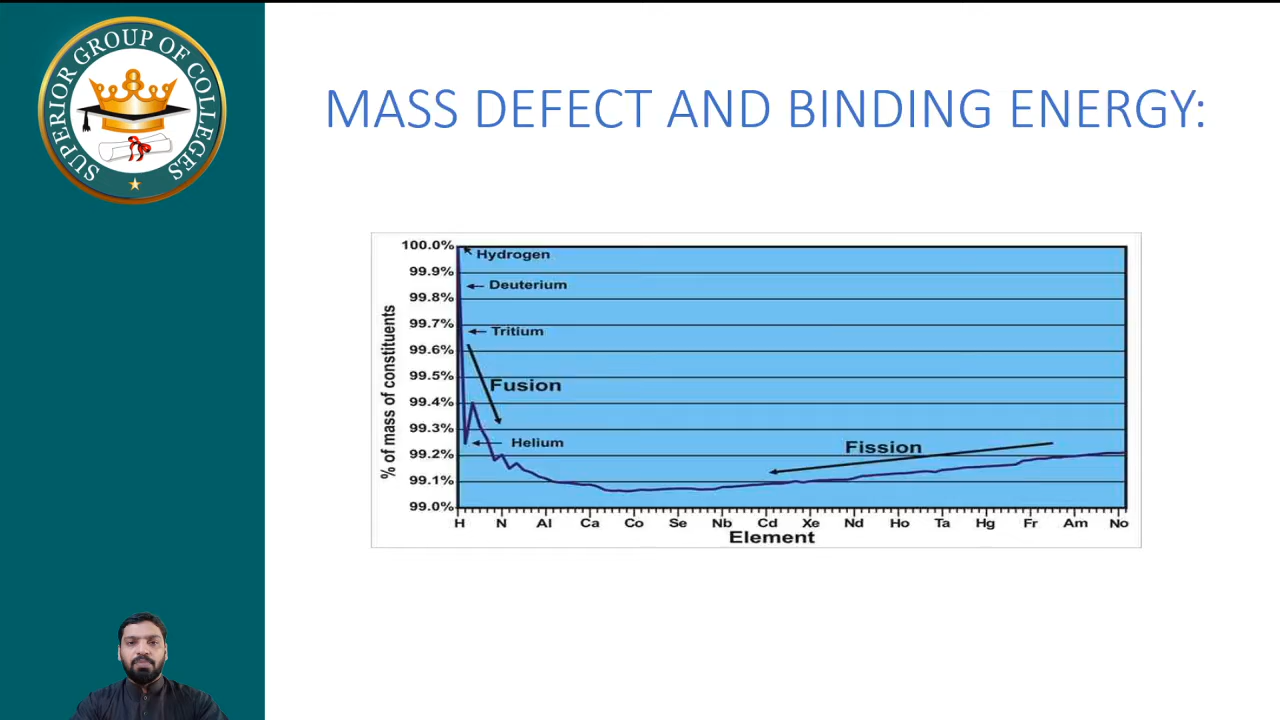 SUPERIOR GROUP OF COLLEGES
MASS DEFECT AND BINDING ENERGY:
% of mass of constituents
100.0%
99.9%
99.8%
99.7%
99.6%
99.5%
99.4%
99.3%
99.2%
99.1%
99.0%
Hydrogen
Deuterium
Tritium
Fusion
Helium
Fission
H N Al Ca Co Se Nb Cd Xe Nd Ho Ta Hg Fr Am No
Element